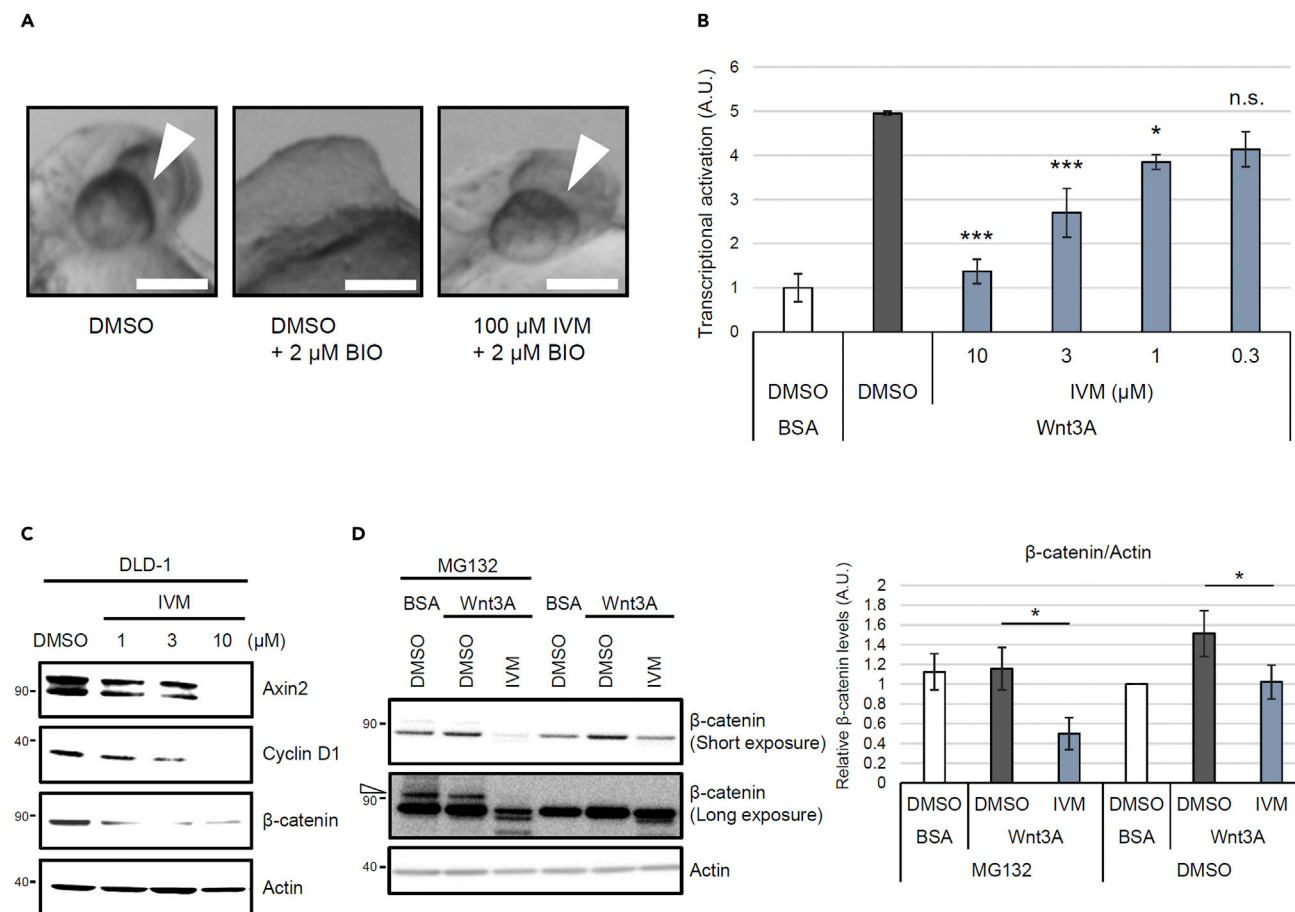 A
DMSO
DMSO
+ 2 µM BIO
100 µM IVM
+ 2 µM BIO
B
Transcriptional activation (A.U.)
6
5
4
3
2
1
0
***
***
*
n.s.
10 3 1 0.3
DMSO DMSO IVM (µM)
BSA Wnt3A
C
DLD-1
IVM
DMSO 1 3 10 (µM)
90 Axin2
40 Cyclin D1
90 β-catenin
40 Actin
D
MG132
BSA Wnt3A BSA Wnt3A
DMSO DMSO IVM DMSO DMSO IVM
90 β-catenin
(Short exposure)
90 β-catenin
(Long exposure)
40 Actin
β-catenin/Actin
Relative β-catenin levels (A.U.)
2
1.8
1.6
1.4
1.2
1.0
0.8
0.6
0.4
0.2
0
*
*
DMSO DMSO IVM DMSO DMSO IVM
BSA Wnt3A BSA Wnt3A
MG132 DMSO